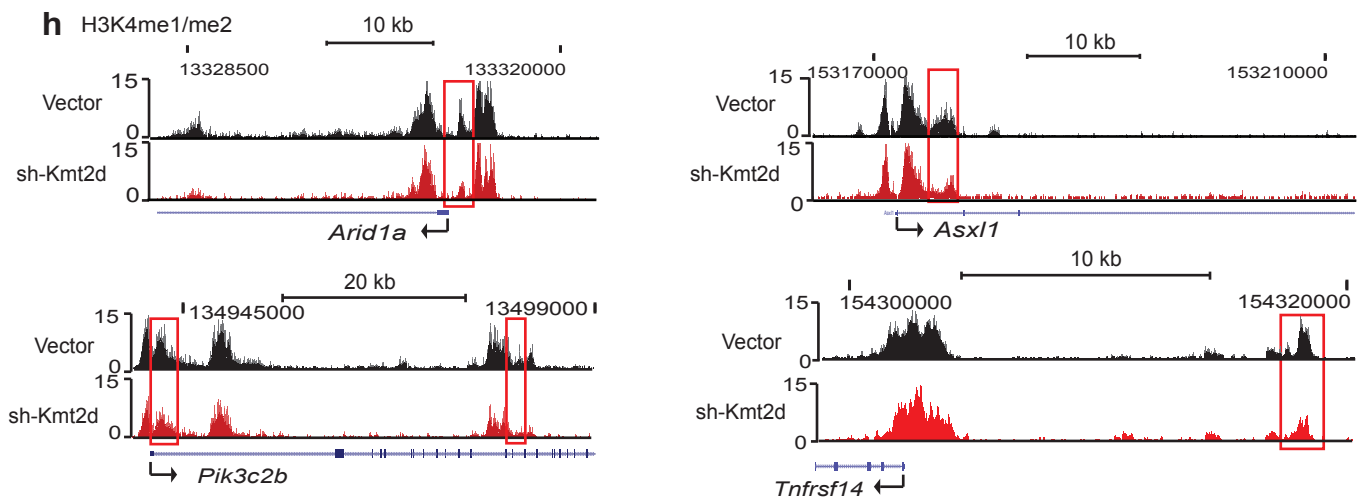 h H3K4me1/me2
10 kb
13328500 133320000
Vector 15 0
sh-Kmt2d 15 0
Arid1a
10 kb
153170000 153210000
Vector 15 0
sh-Kmt2d 15 0
Asxl1
20 kb
134945000 13499000
Vector 15 0
sh-Kmt2d 15 0
Pik3c2b
10 kb
154300000 154320000
Vector 15 0
sh-Kmt2d 15 0
Tnfrsf14